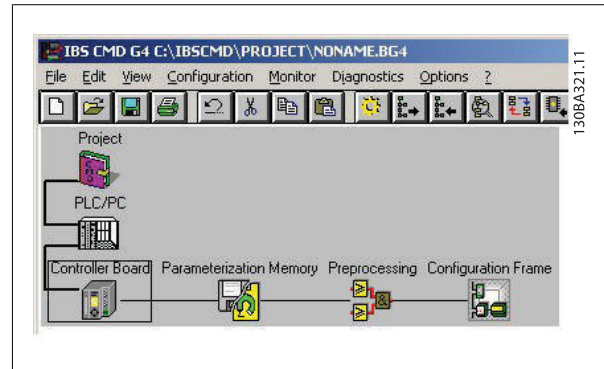 IBS CMD G4 C:\IBSCMD\PROJECT\NONAME.BG4
File Edit View Configuration Monitor Diagnostics Options ?
130BA321.11
Project
PLC/PC
Controller Board Parameterization Memory Preprocessing Configuration Frame